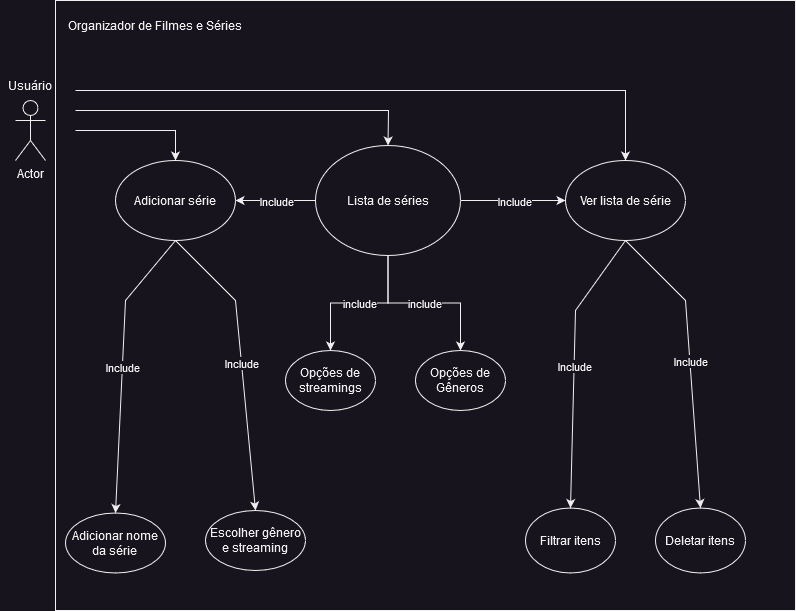 Organizador de Filmes e Séries
Usuário
Actor
Adicionar série
Include
Lista de séries
Include
Ver lista de série
include
include
Include
Include
Include
Include
Opções de
streamings
Opções de
Gêneros
Adicionar nome
da série
Escolher gênero
e streaming
Filtrar itens
Deletar itens